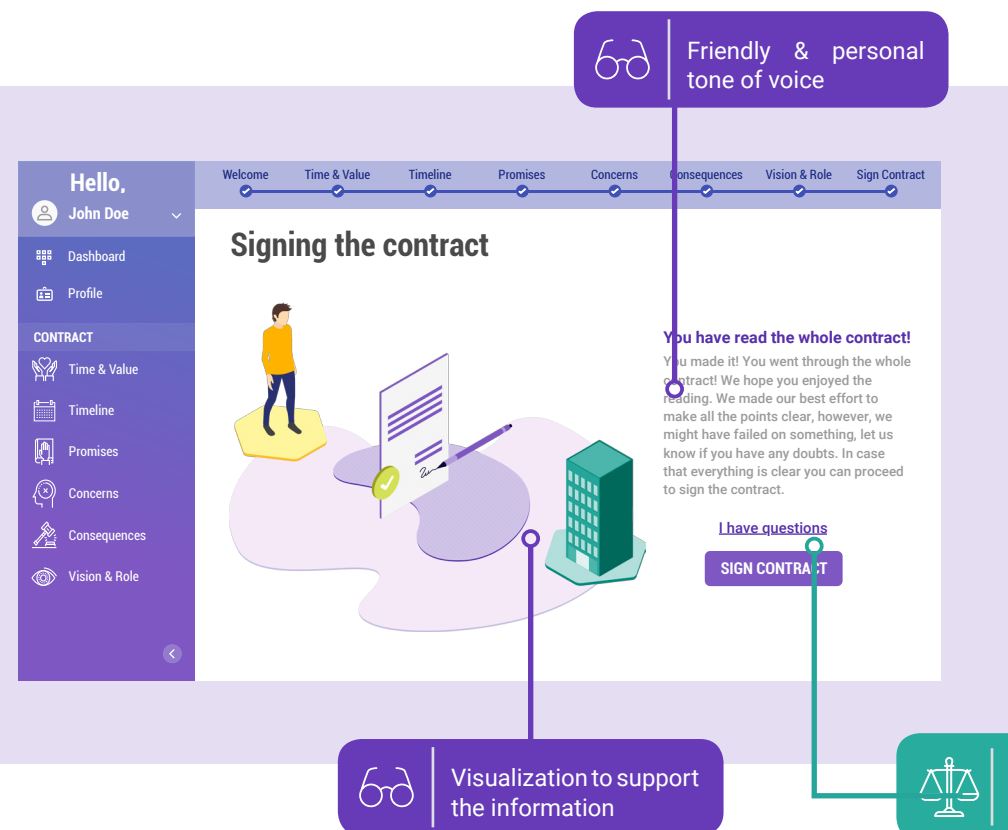 Friendly & personal
tone of voice
Hello,
John Doe
Dashboard
Profile
CONTRACT
Time & Value
Timeline
Promises
Concerns
Consequences
Vision & Role
Welcome
Time & Value
Timeline
Promises
Concerns
Consequences
Vision & Role
Sign Contract
Signing the contract
You have read the whole contract!
You made it! You went through the whole
contract! We hope you enjoyed the
reading. We made our best effort to
make all the points clear, however, we
might have failed on something, let us
know if you have any doubts. In case
that everything is clear you can proceed
to sign the contract.
I have questions
SIGN CONTRACT
Visualization to support
the information